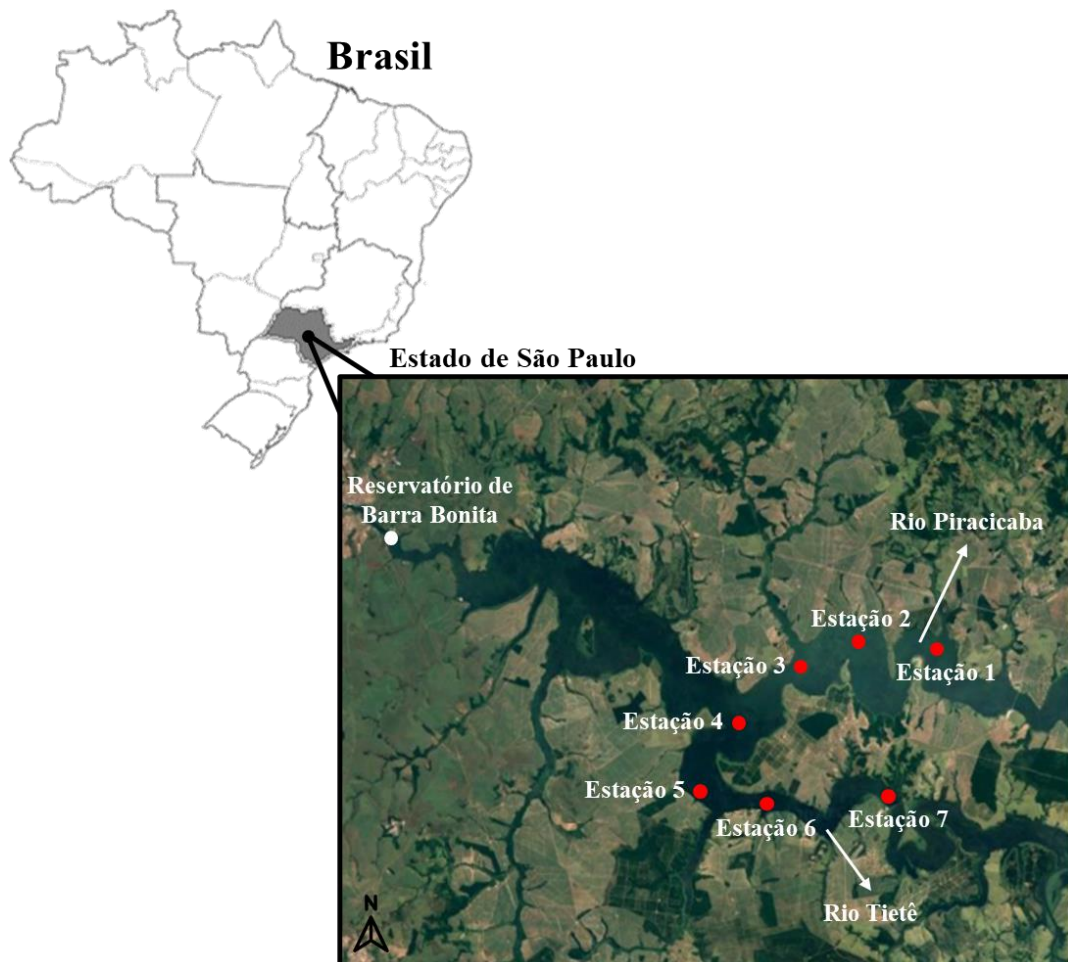 Brasil
Estado de São Paulo
Reservatório de
Barra Bonita
Rio Piracicaba
Estação 2
Estação 3
Estação 1
Estação 4
Estação 5
Estação 6
Estação 7
Rio Tietê
N